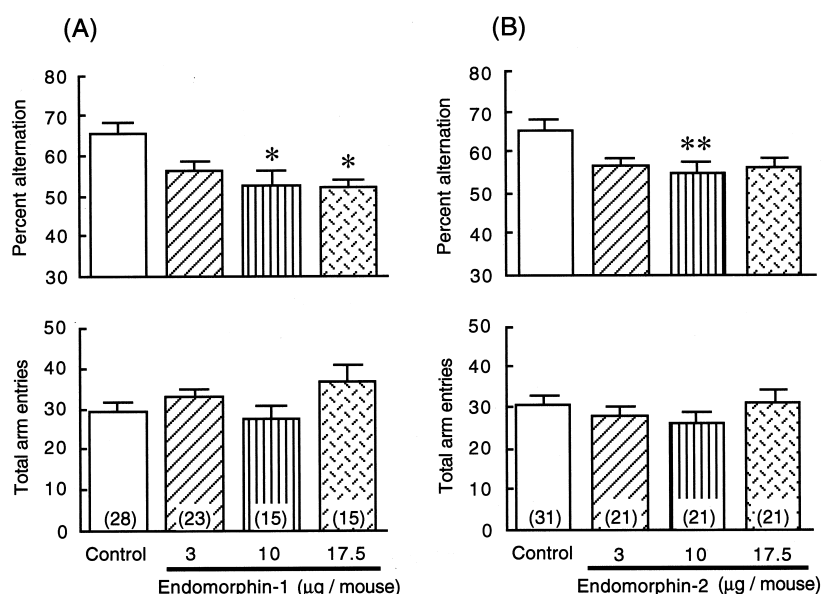 (A)
Percent alternation
80
70
60
50
40
30
* *
Total arm entries
50
40
30
20
10
0
(28) (23) (15) (15)
Control 3 10 17.5
Endomorphin-1 (μg / mouse)
(B)
Percent alternation
80
70
60
50
40
30
**
Total arm entries
50
40
30
20
10
0
(31) (21) (21) (21)
Control 3 10 17.5
Endomorphin-2 (μg / mouse)